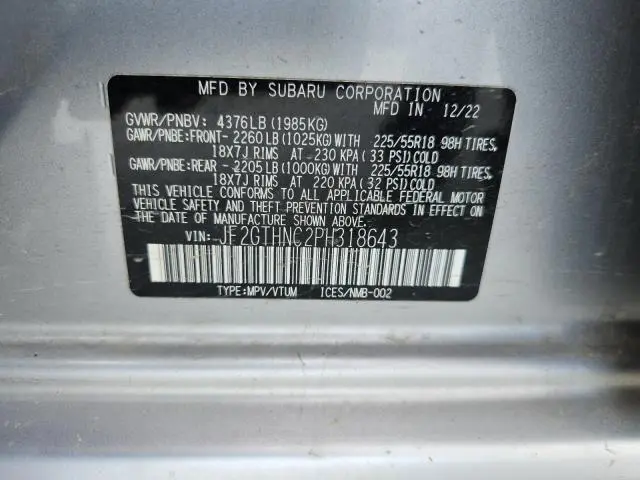 MFD BY SUBARU CORPORATION
MFD IN 12/22
GVWR/PNBV: 4376LB(1985KG)
GAWR/PNBE:FRONT- 2260LB(1025KG)WITH 225/55R18 98H TIRES,
18X7J RIMS AT 230 KPA(33 PSI)COLD
GAWR/PNBE:REAR - 2205LB(1000KG)WITH 225/55R18 98H TIRES,
18X7J RIMS AT 220 KPA(32 PSI)COLD
THIS VEHICLE CONFORMS TO ALL APPLICABLE FEDERAL MOTOR
VEHICLE SAFETY AND THEFT PREVENTION STANDARDS IN EFFECT
ON THE DATE OF MANUFACTURE SHOWN ABOVE.
VIN: JF2GTHNC2PH318643
TYPE:MPV/VTUM ICES/NMB-002